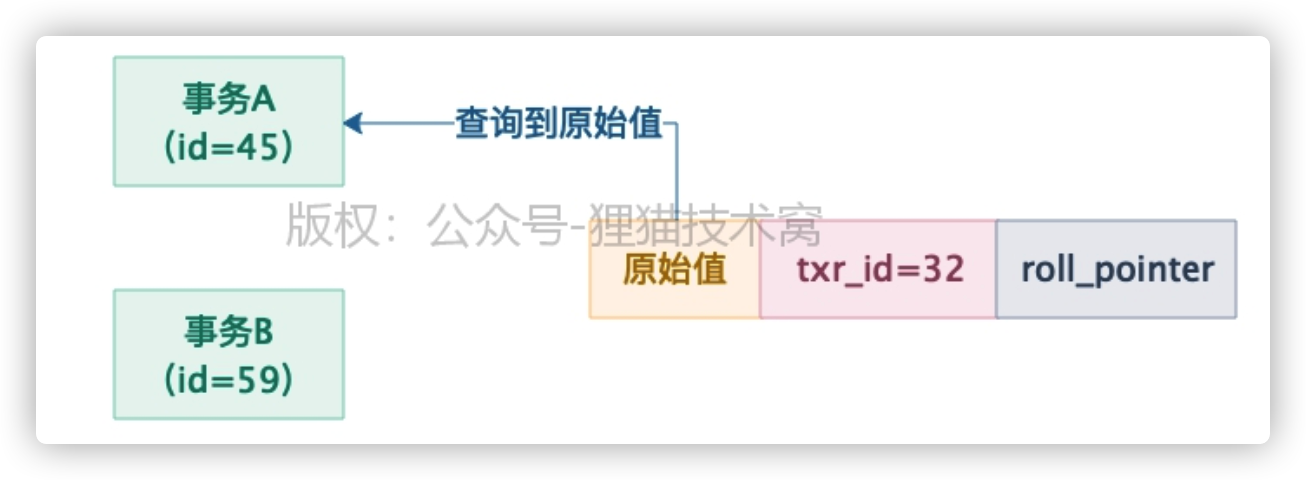 事务A
(id=45)
查询到原始值
版权：公众号-狸猫技术窝
原始值
txr_id=32
roll_pointer
事务B
(id=59)